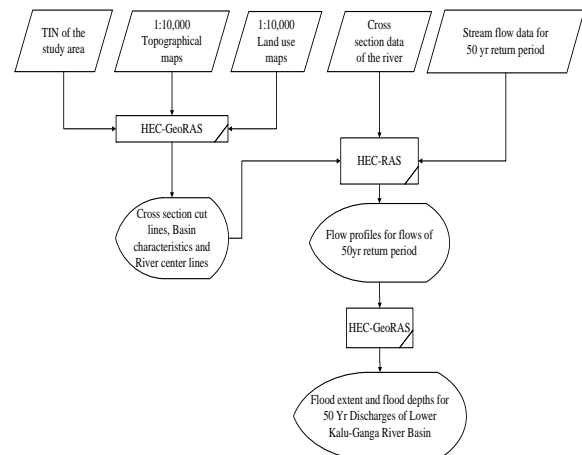 TIN of the
study area
1:10,000
Topographical
maps
1:10,000
Land use
maps
Cross
section data
of the river
Stream flow data for
50 yr return period
HEC-GeoRAS
HEC-RAS
Cross section cut
lines, Basin
characteristics and
River center lines
Flow profiles for flows of
50yr return period
HEC-GeoRAS
Flood extent and flood depths for
50 Yr Discharges of Lower
Kalu-Ganga River Basin